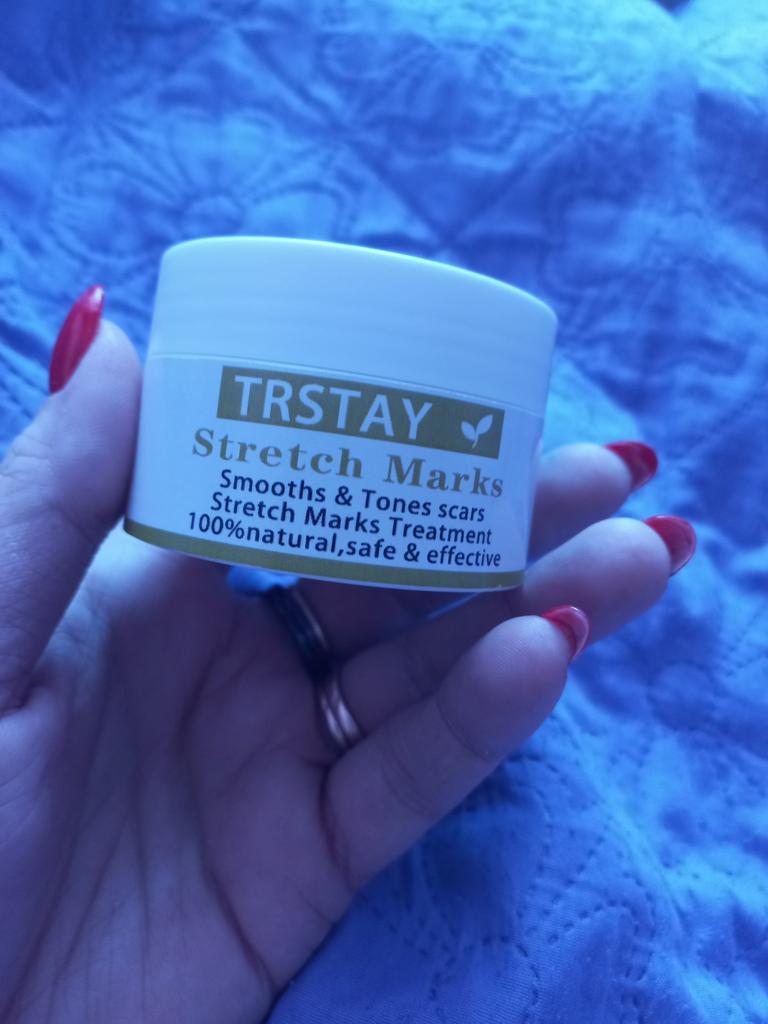 TRSTAY
Stretch Marks
Smooths & Tones scars
Stretch Marks Treatment
100%natural,safe & effective